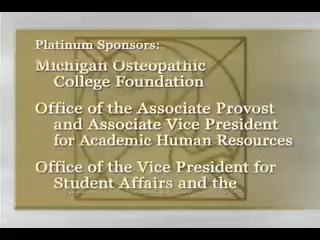 Platinum Sponsors:
Michigan Osteopathic
College Foundation
Office of the Associate Provost
and Associate Vice President
for Academic Human Resources
Office of the Vice President for
Student Affairs and the